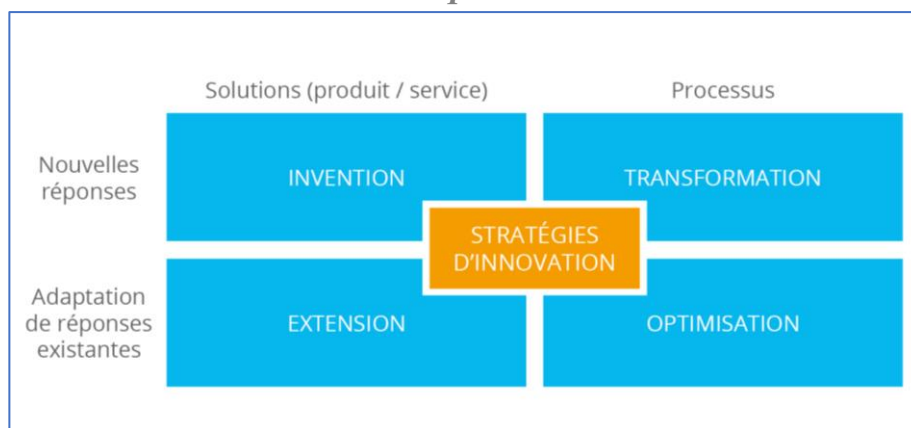 Solutions (produit / service)
Processus
Nouvelles
réponses
INVENTION
TRANSFORMATION
STRATÉGIES
D'INNOVATION
Adaptation
de réponses
existantes
EXTENSION
OPTIMISATION